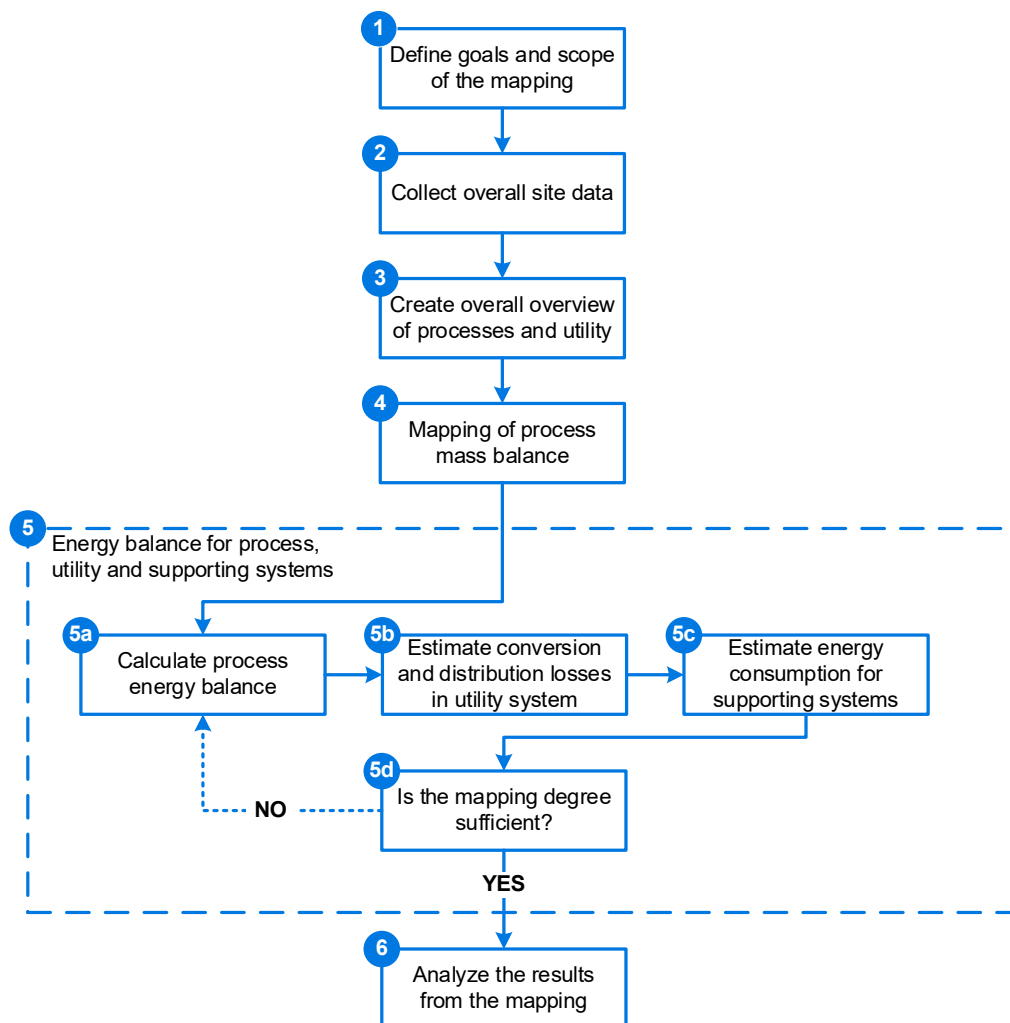 1
Define goals and scope
of the mapping
2
Collect overall site data
3
Create overall overview
of processes and utility
4
Mapping of process
mass balance
5
Energy balance for process,
utility and supporting systems
5a
Calculate process
energy balance
5b
Estimate conversion
and distribution losses
in utility system
5c
Estimate energy
consumption for
supporting systems
5d
Is the mapping degree
sufficient?
NO
YES
6
Analyze the results
from the mapping